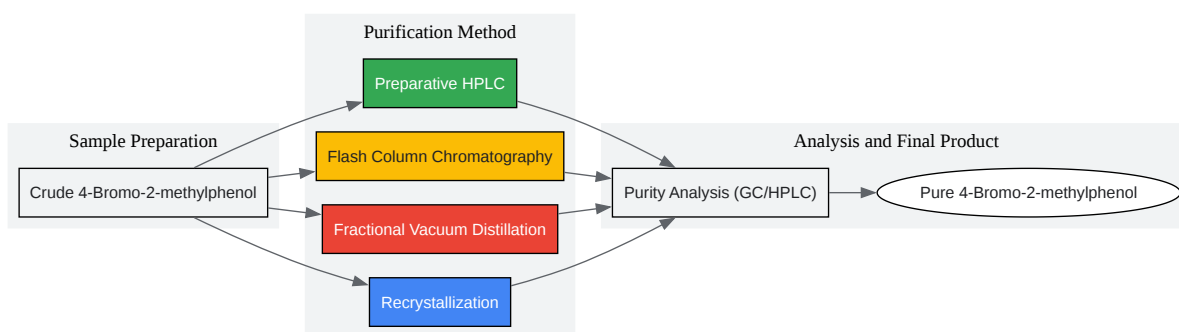 Purification Method
Preparative HPLC
Sample Preparation
Analysis and Final Product
Flash Column Chromatography
Crude 4-Bromo-2-methylphenol
Purity Analysis (GC/HPLC)
Pure 4-Bromo-2-methylphenol
Fractional Vacuum Distillation
Recrystallization